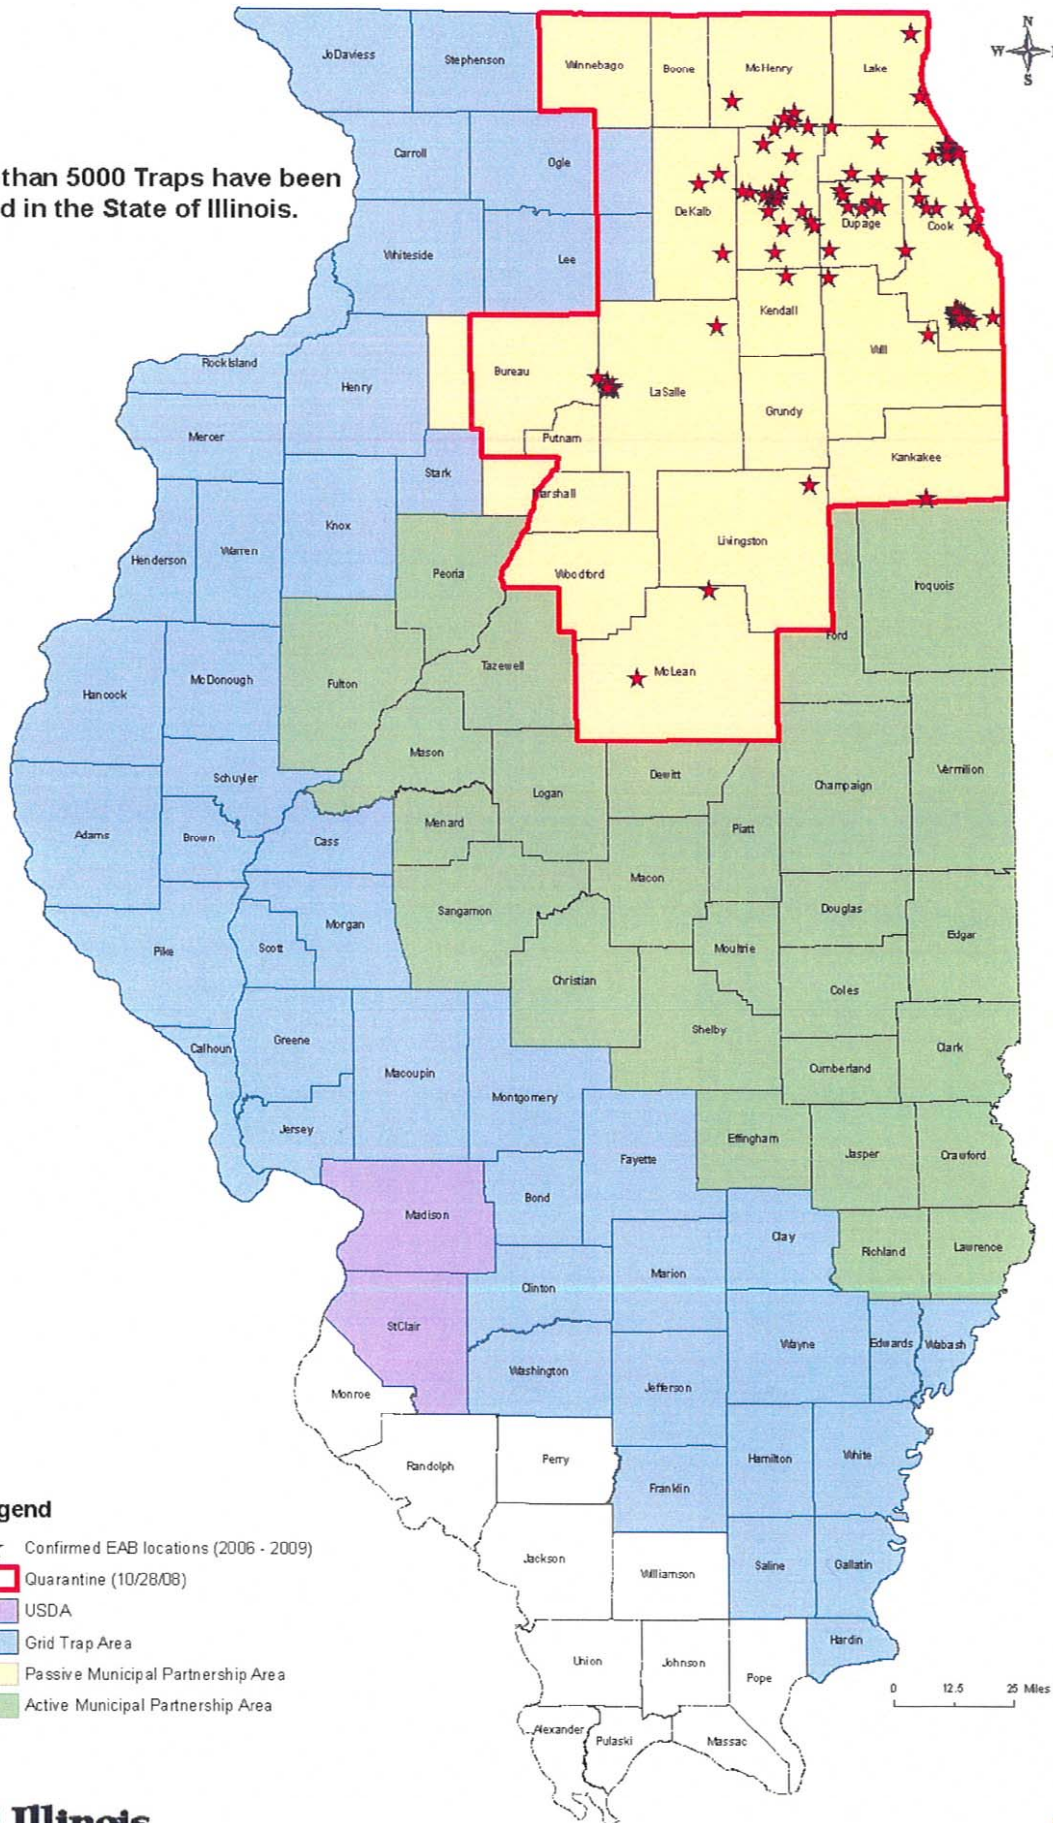 N
W
S
than 5000 Traps have been
d in the State of Illinois.
JoDaviess
Stephenson
Winnebago
Boone
McHenry
Lake
Carroll
Ogle
DeKalb
Dupage
Cook
Whiteside
Lee
Kendall
Will
RockIsland
Henry
Bureau
LaSalle
Grundy
Mercer
Putnam
Kankakee
Stark
Marshall
Knox
Livingston
Henderson
Warren
Peoria
Woodford
Iroquois
Ford
Hancock
McDonough
Fulton
Tazewell
McLean
Mason
Schuyler
Logan
Dewitt
Champaign
Vermilion
Adams
Brown
Cass
Menard
Piatt
Macon
Sangamon
Douglas
Morgan
Scott
Pike
Moultrie
Edgar
Christian
Coles
Shelby
Greene
Calhoun
Macoupin
Clark
Cumberland
Montgomery
Jersey
Effingham
Jasper
Crawford
Fayette
Bond
Madison
Clay
Richland
Lawrence
Marion
Clinton
StClair
Wayne
Edwards
Wabash
Washington
Jefferson
Monroe
Randolph
Perry
Hamilton
White
Franklin
Jackson
Williamson
Saline
Gallatin
Hardin
Union
Johnson
Pope
Alexander
Pulaski
Massac
gend
Confirmed EAB locations (2006 - 2009)
Quarantine (10/28/08)
USDA
Grid Trap Area
Passive Municipal Partnership Area
Active Municipal Partnership Area
0 12.5 25 Miles
Illinois